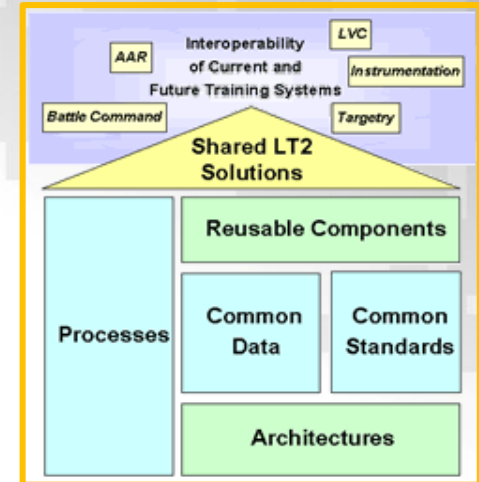 LVC
AAR
Interoperability
of Current and
Future Training Systems
Instrumentation
Battle Command
Targetry
Shared LT2
Solutions
Reusable Components
Processes
Common
Data
Common
Standards
Architectures